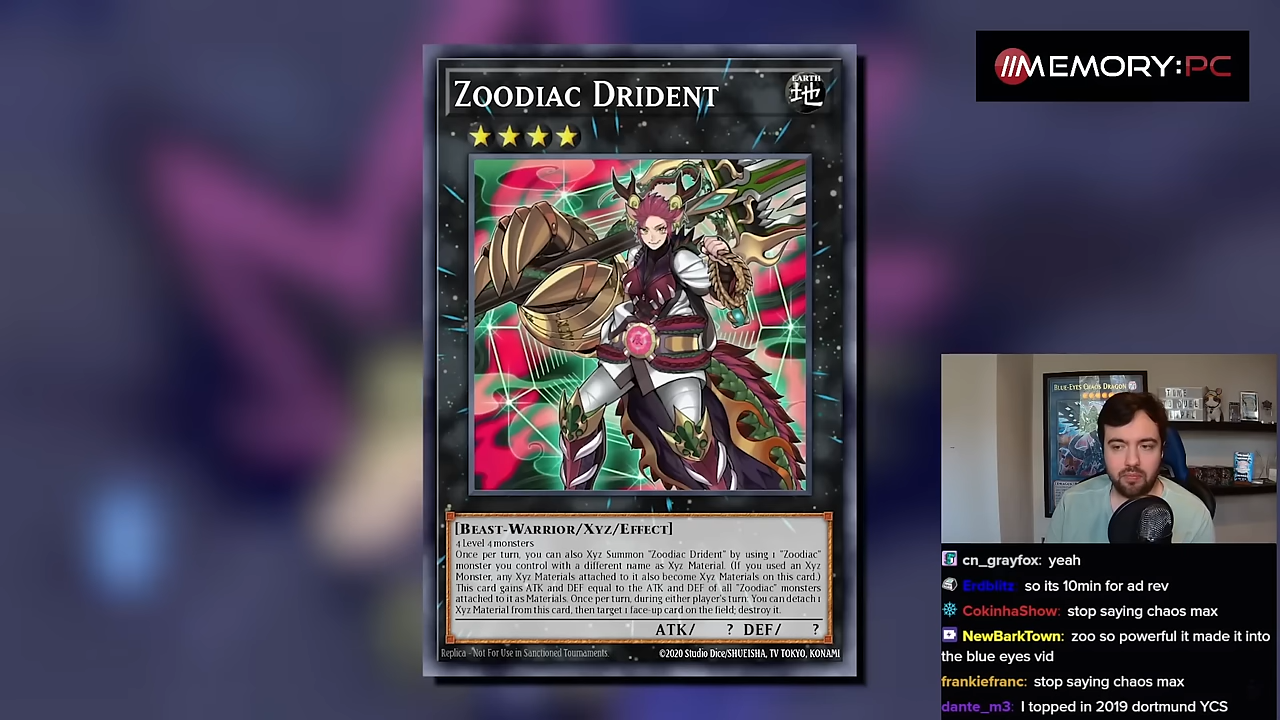 ZOODIAC DRIDENT
EARTH
地
[BEAST-WARRIOR/XYZ/EFFECT]
4 Level 4 monsters
Once per turn, you can also Xyz Summon "Zoodiac Drident" by using 1 "Zoodiac"
monster you control with a different name as Xyz Material. (If you used an Xyz
Monster, any Xyz Materials attached to it also become Xyz Materials on this card.)
This card gains ATK and DEF equal to the ATK and DEF of all "Zoodiac" monsters
attached to it as Materials. Once per turn, during either player's turn: You can detach 1
Xyz Material from this card, then target 1 face-up card on the field; destroy it.
ATK/ ? DEF/ ?
Replica - Not For Use in Sanctioned Tournaments.
©2020 Studio Dice/SHUEISHA, TV TOKYO, KONAMI
MEMORY:PC
BLUE-EYES CHAOS DRAGON
cn_grayfox: yeah
Erdblitz: so its 10min for ad rev
CokinhaShow: stop saying chaos max
NewBarkTown: zoo so powerful it made it into
the blue eyes vid
frankiefranc: stop saying chaos max
dante_m3: I topped in 2019 dortmund YCS